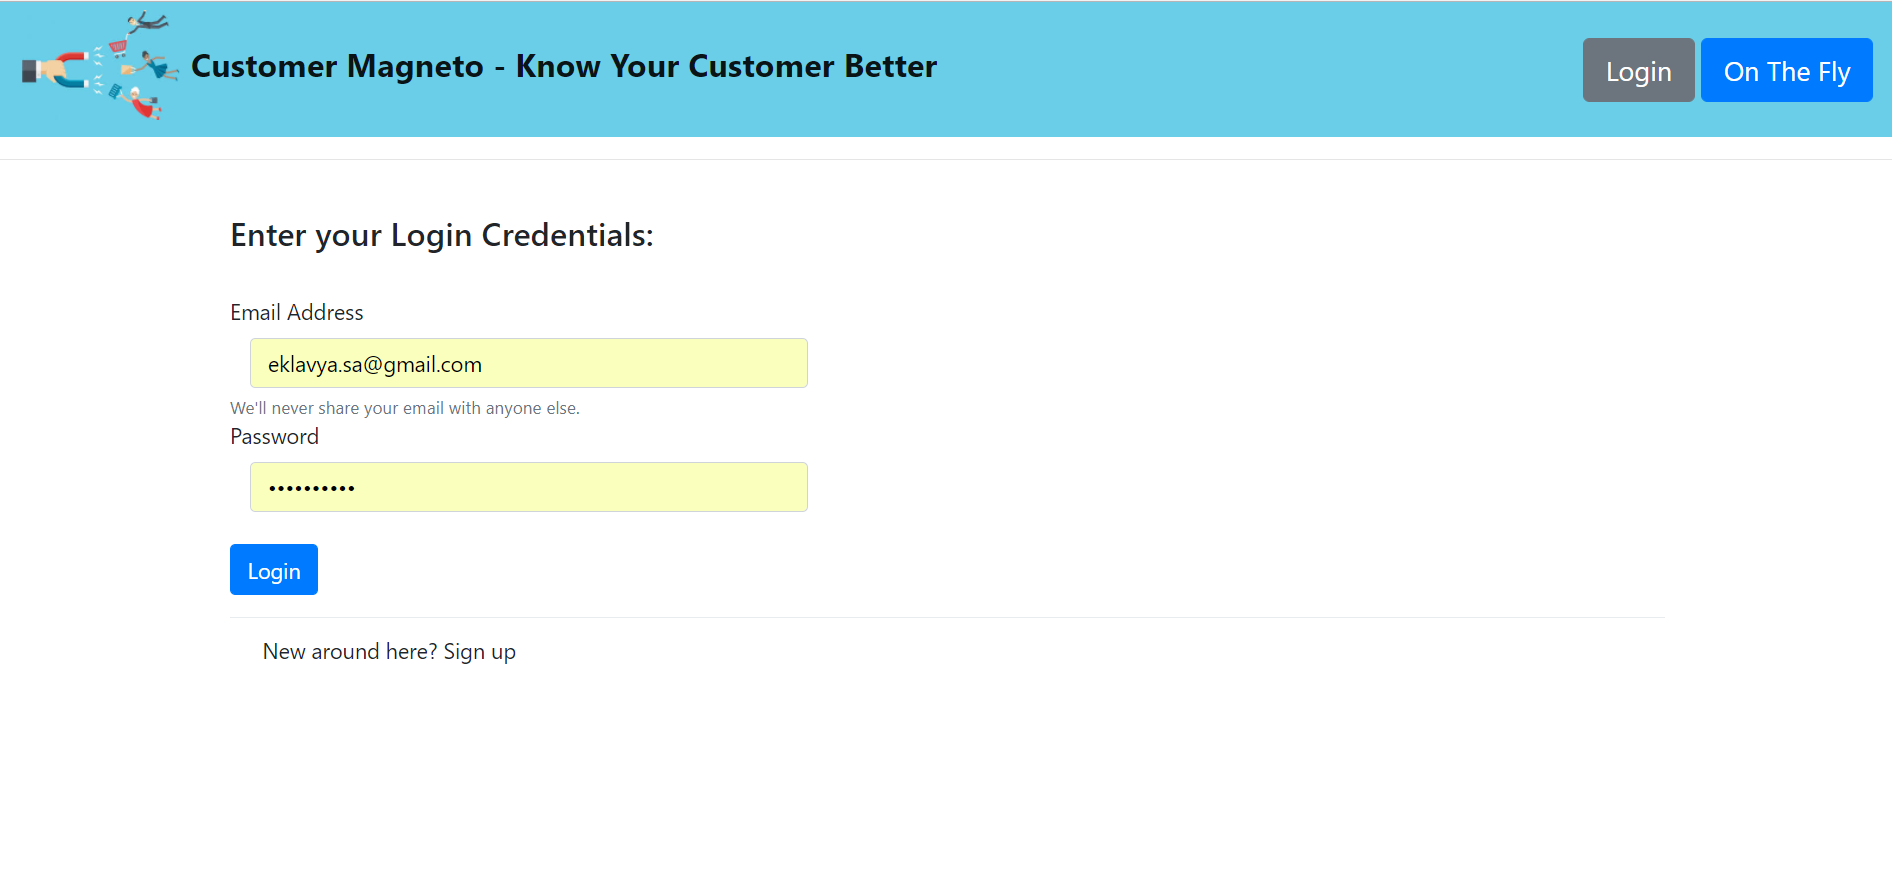 Customer Magneto - Know Your Customer Better
Login
On The Fly
Enter your Login Credentials:
Email Address
eklavya.sa@gmail.com
We'll never share your email with anyone else.
Password
••••••••••
Login
New around here? Sign up